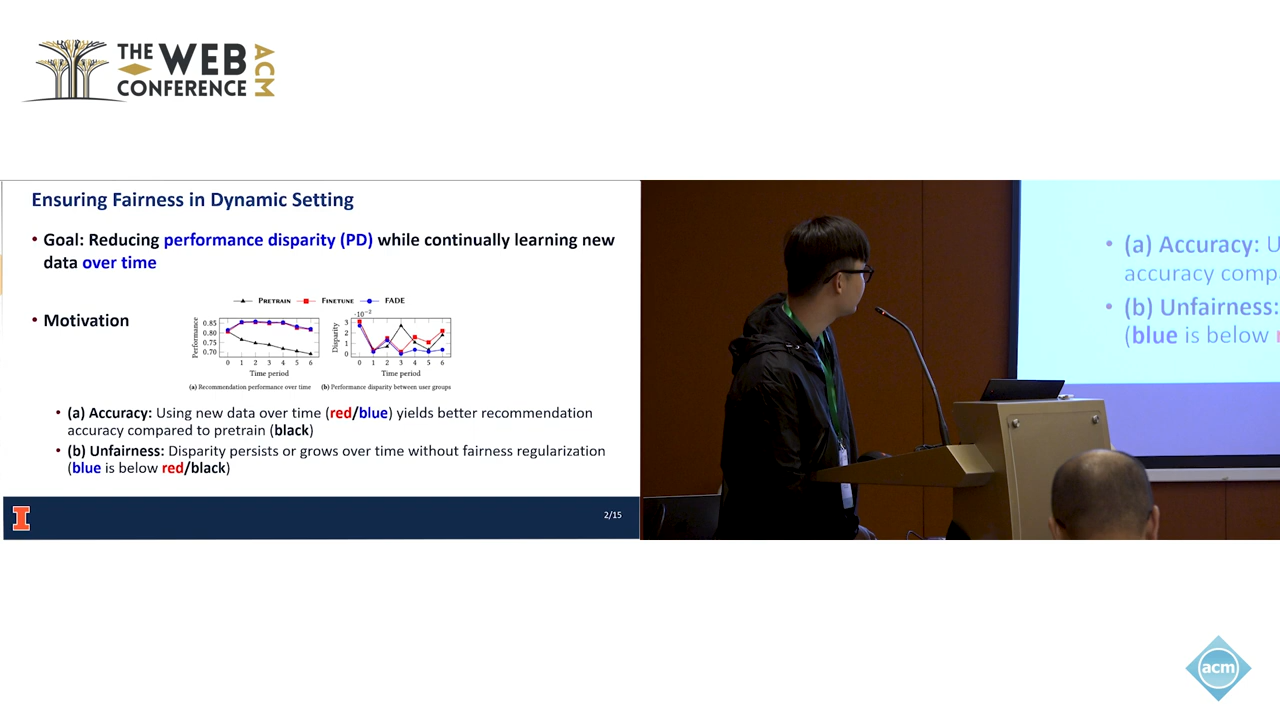 THE WEB CONFERENCE ACM
Ensuring Fairness in Dynamic Setting
• Goal: Reducing performance disparity (PD) while continually learning new
data over time
• Motivation
PRETRAIN FINETUNE FADE
Performance
0.85
0.80
0.75
0.70
0 1 2 3 4 5 6
Time period
(a) Recommendation performance over time
·10⁻²
Disparity
3
2
1
0
0 1 2 3 4 5 6
Time period
(b) Performance disparity between user groups
• (a) Accuracy: Using new data over time (red/blue) yields better recommendation
accuracy compared to pretrain (black)
• (b) Unfairness: Disparity persists or grows over time without fairness regularization
(blue is below red/black)
I
2/15
• (a) Accuracy: U
accuracy comp
• (b) Unfairness:
(blue is below r
acm